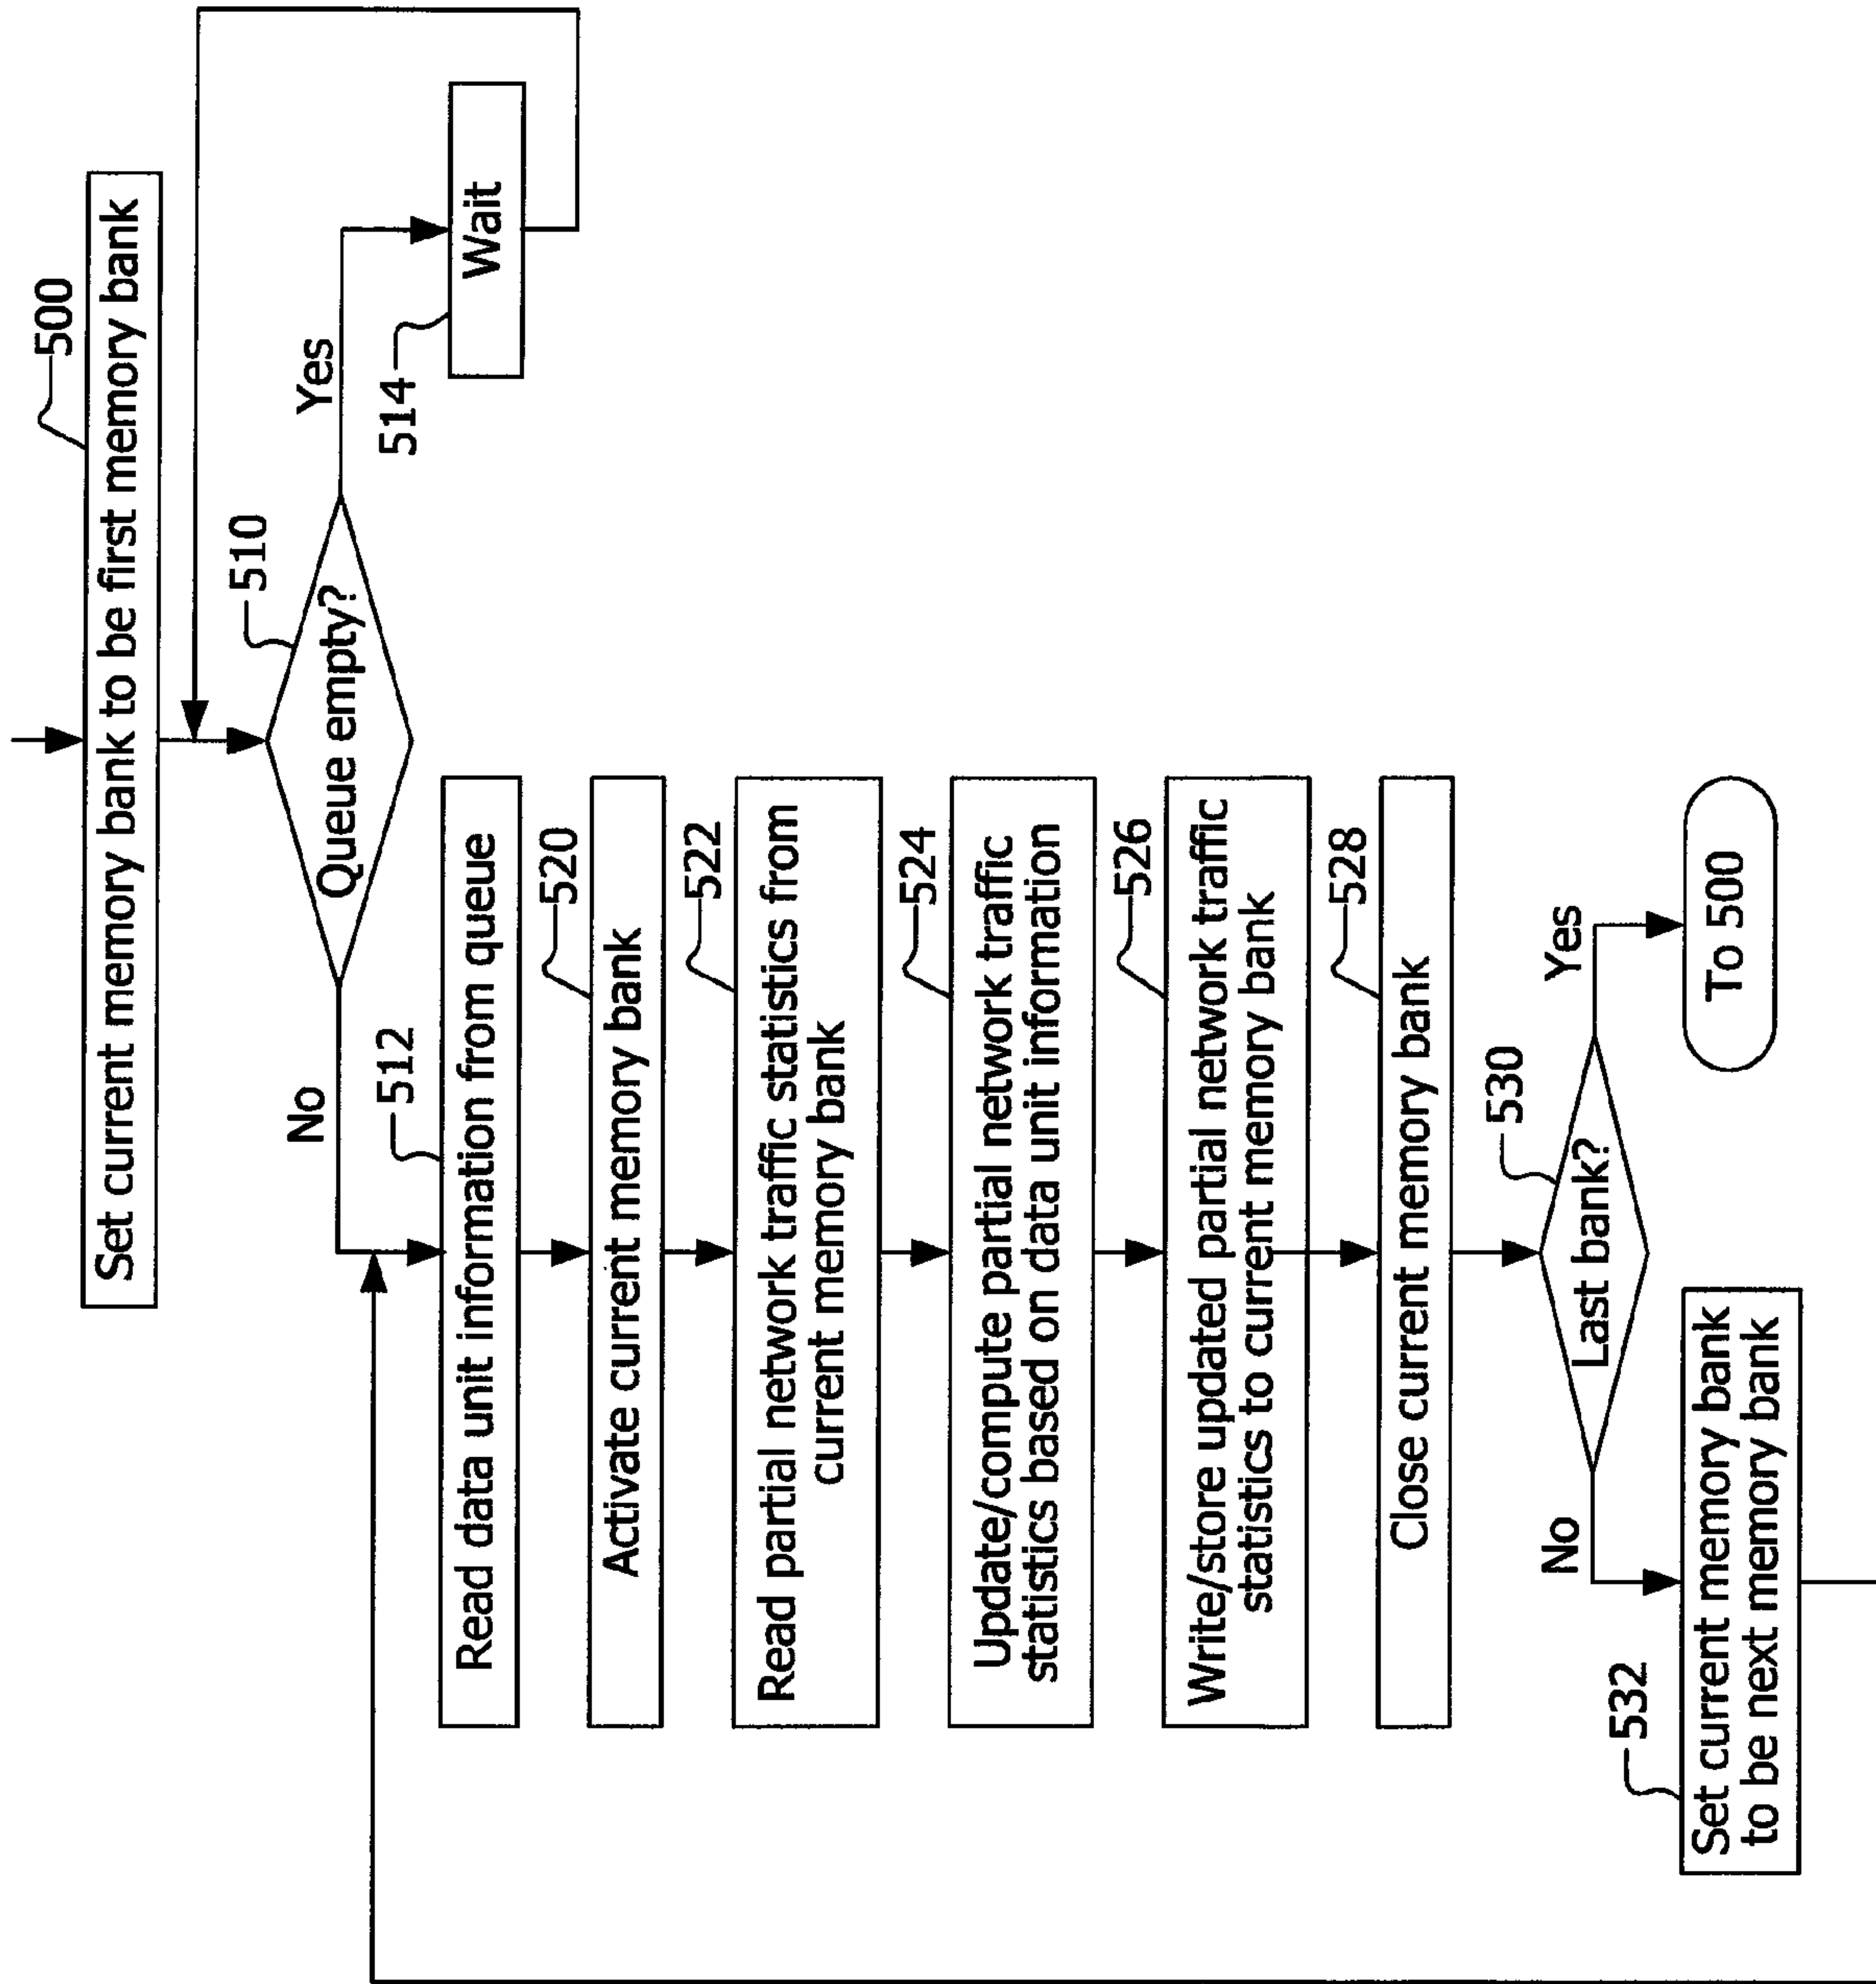 500
Set current memory bank to be first memory bank
510
Queue empty?
Yes
514
Wait
No
512
Read data unit information from queue
520
Activate current memory bank
522
Read partial network traffic statistics from
current memory bank
524
Update/compute partial network traffic
statistics based on data unit information
526
Write/store updated partial network traffic
statistics to current memory bank
528
Close current memory bank
530
Last bank?
Yes
To 500
No
532
Set current memory bank
to be next memory bank